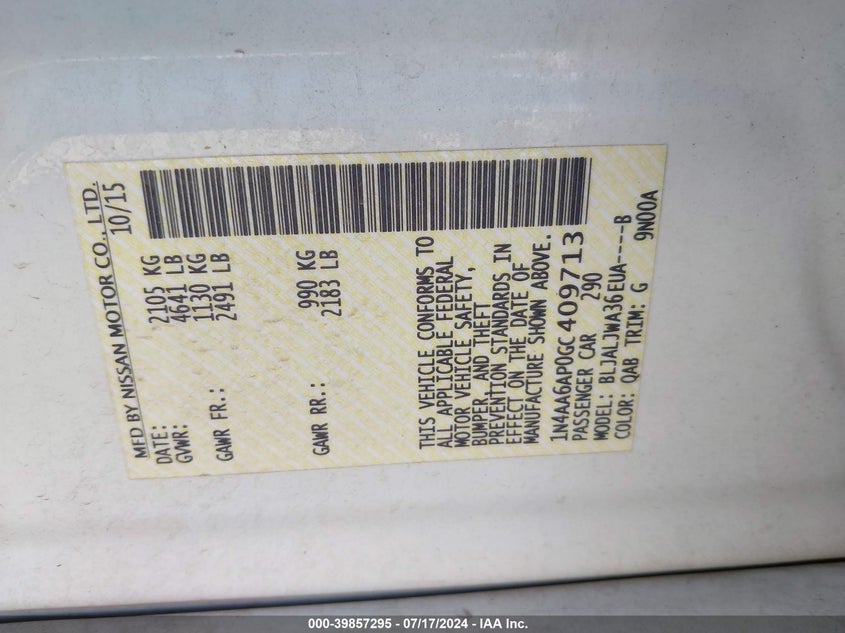 MFD BY NISSAN MOTOR CO., LTD.
DATE: 10/15
GVWR: 2105 KG
4641 LB
GAWR FR.: 1130 KG
2491 LB
GAWR RR.: 990 KG
2183 LB
THIS VEHICLE CONFORMS TO
ALL APPLICABLE FEDERAL
MOTOR VEHICLE SAFETY,
BUMPER, AND THEFT
PREVENTION STANDARDS IN
EFFECT ON THE DATE OF
MANUFACTURE SHOWN ABOVE.
1N4AA6AP0GC409713
PASSENGER CAR 290
MODEL: BLJALJWA36EUA----B
COLOR: QAB TRIM: G 9N00A
000-39857295 - 07/17/2024 - IAA Inc.